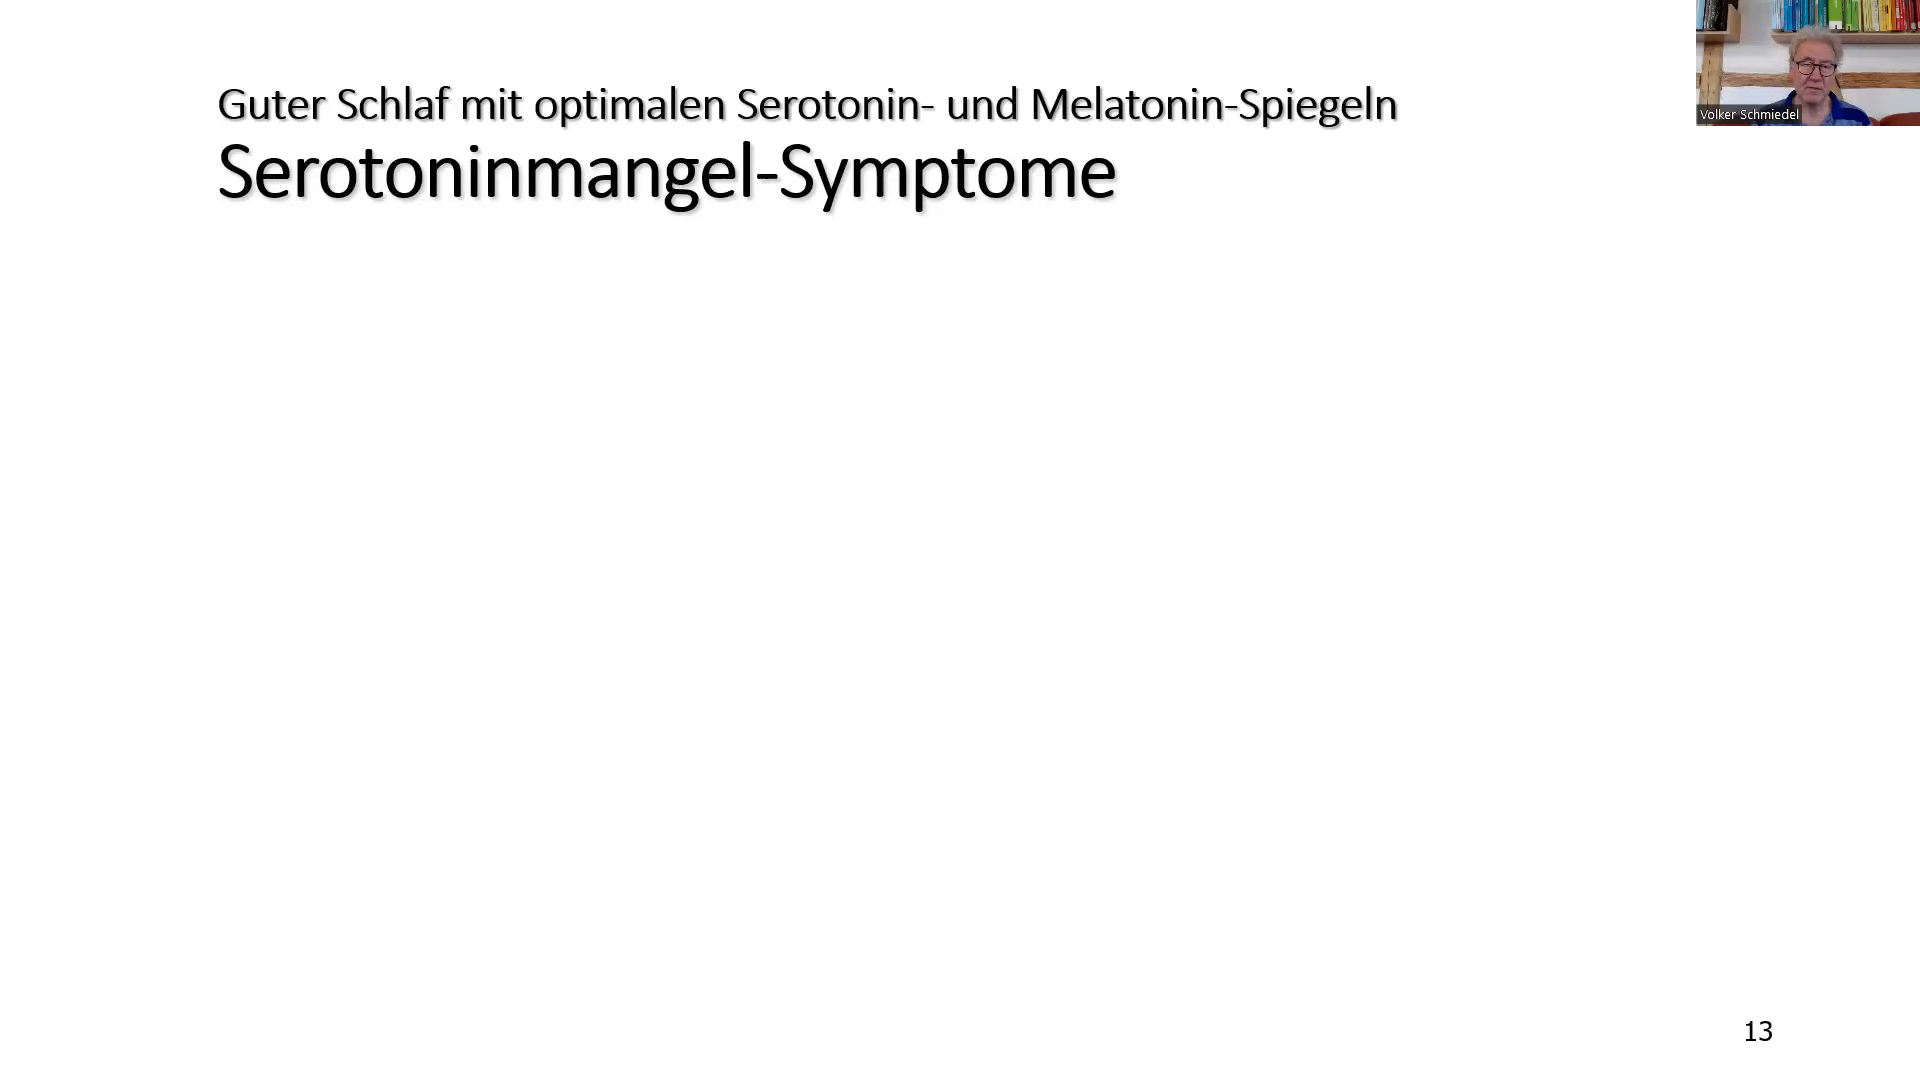 Guter Schlaf mit optimalen Serotonin- und Melatonin-Spiegeln
Serotoninmangel-Symptome
Volker Schmiedel
13